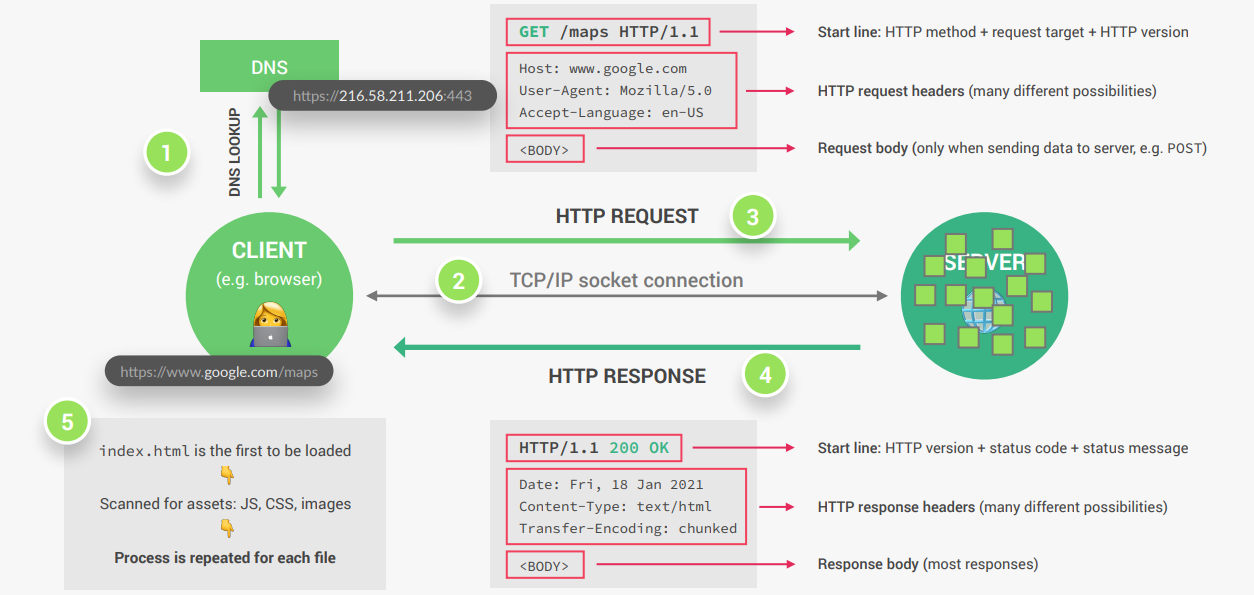 DNS
https://216.58.211.206:443
DNS LOOKUP
1
GET /maps HTTP/1.1
Start line: HTTP method + request target + HTTP version
Host: www.google.com
User-Agent: Mozilla/5.0
Accept-Language: en-US
HTTP request headers (many different possibilities)
<BODY>
Request body (only when sending data to server, e.g. POST)
CLIENT
(e.g. browser)
https://www.google.com/maps
HTTP REQUEST
3
2
TCP/IP socket connection
SERVER
HTTP RESPONSE
4
5
index.html is the first to be loaded
Scanned for assets: JS, CSS, images
Process is repeated for each file
HTTP/1.1 200 OK
Start line: HTTP version + status code + status message
Date: Fri, 18 Jan 2021
Content-Type: text/html
Transfer-Encoding: chunked
HTTP response headers (many different possibilities)
<BODY>
Response body (most responses)